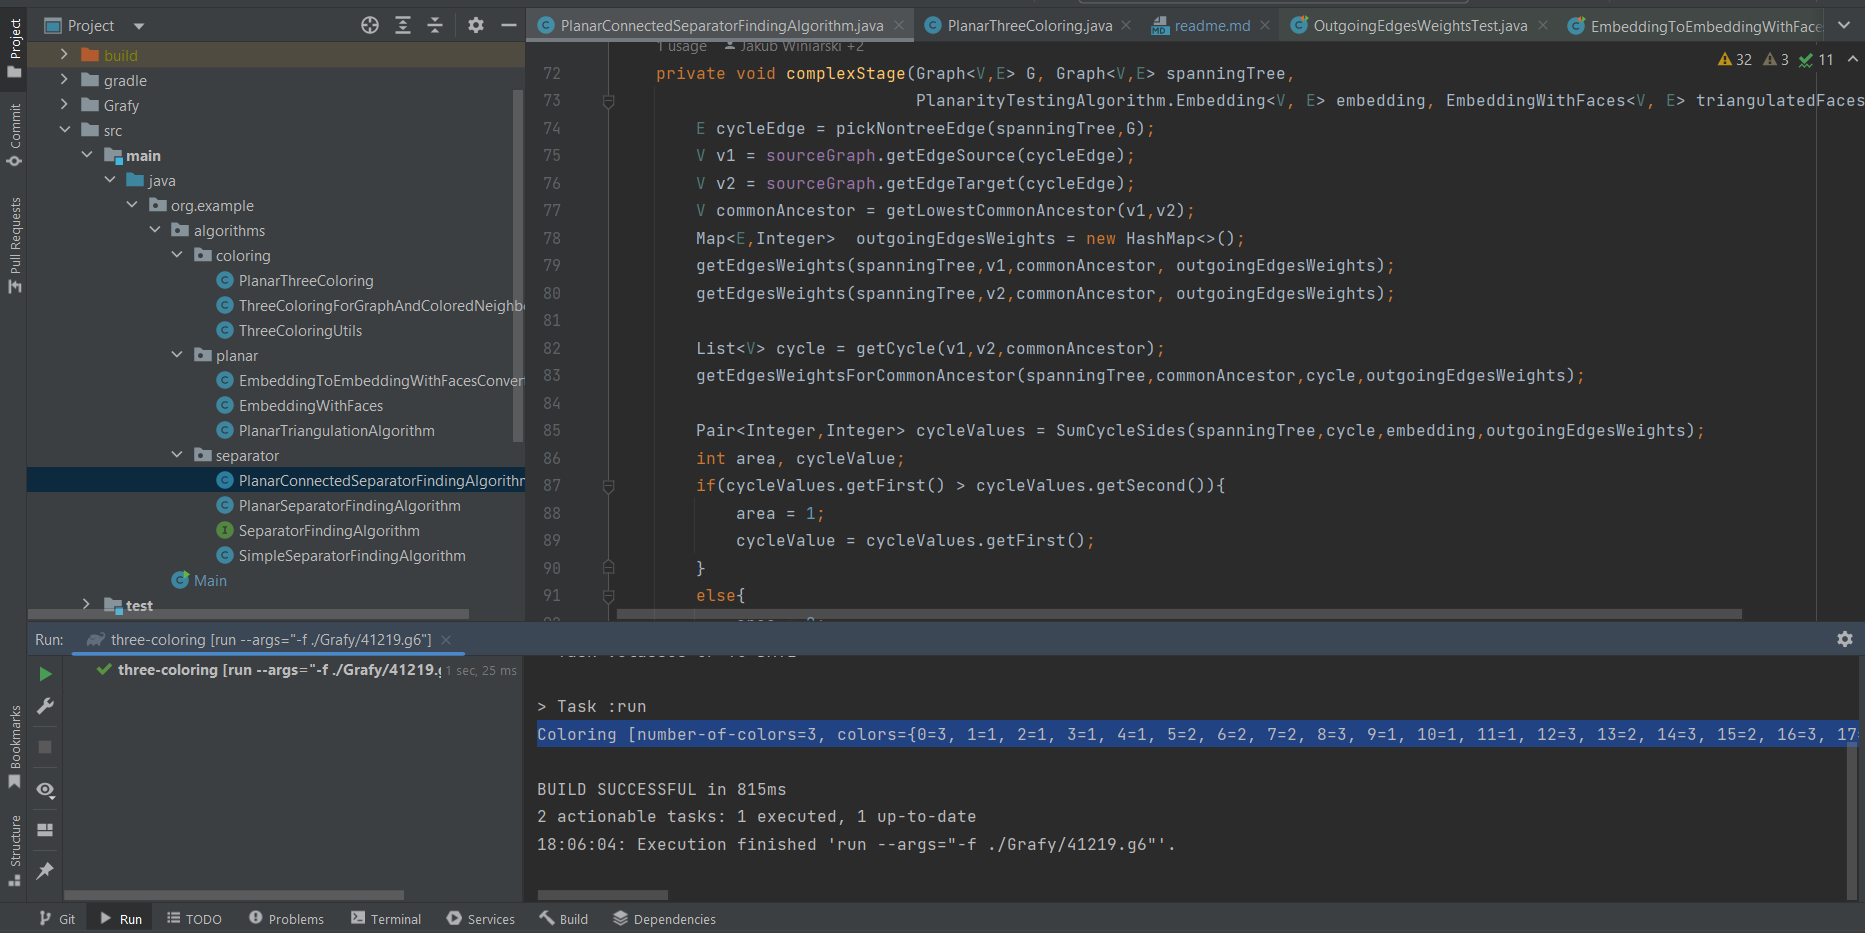 Project
PlanarConnectedSeparatorFindingAlgorithm.java
PlanarThreeColoring.java
readme.md
OutgoingEdgesWeightsTest.java
EmbeddingToEmbeddingWithFace
Project
Commit
Pull Requests
Bookmarks
Structure
build
gradle
Grafy
src
main
java
org.example
algorithms
coloring
PlanarThreeColoring
ThreeColoringForGraphAndColoredNeighb
ThreeColoringUtils
planar
EmbeddingToEmbeddingWithFacesConver
EmbeddingWithFaces
PlanarTriangulationAlgorithm
separator
PlanarConnectedSeparatorFindingAlgorithm
PlanarSeparatorFindingAlgorithm
SeparatorFindingAlgorithm
SimpleSeparatorFindingAlgorithm
Main
test
1 usage Jakub Winiarski +2
32 3 11
72 private void complexStage(Graph<V,E> G, Graph<V,E> spanningTree,
73 PlanarityTestingAlgorithm.Embedding<V, E> embedding, EmbeddingWithFaces<V, E> triangulatedFaces
74 E cycleEdge = pickNontreeEdge(spanningTree,G);
75 V v1 = sourceGraph.getEdgeSource(cycleEdge);
76 V v2 = sourceGraph.getEdgeTarget(cycleEdge);
77 V commonAncestor = getLowestCommonAncestor(v1,v2);
78 Map<E,Integer>  outgoingEdgesWeights = new HashMap<>();
79 getEdgesWeights(spanningTree,v1,commonAncestor, outgoingEdgesWeights);
80 getEdgesWeights(spanningTree,v2,commonAncestor, outgoingEdgesWeights);
81
82 List<V> cycle = getCycle(v1,v2,commonAncestor);
83 getEdgesWeightsForCommonAncestor(spanningTree,commonAncestor,cycle,outgoingEdgesWeights);
84
85 Pair<Integer,Integer> cycleValues = SumCycleSides(spanningTree,cycle,embedding,outgoingEdgesWeights);
86 int area, cycleValue;
87 if(cycleValues.getFirst() > cycleValues.getSecond()){
88 area = 1;
89 cycleValue = cycleValues.getFirst();
90 }
91 else{
Run: three-coloring [run --args="-f ./Grafy/41219.g6"]
three-coloring [run --args="-f ./Grafy/41219.g 1 sec, 25 ms
> Task :run
Coloring [number-of-colors=3, colors={0=3, 1=1, 2=1, 3=1, 4=1, 5=2, 6=2, 7=2, 8=3, 9=1, 10=1, 11=1, 12=3, 13=2, 14=3, 15=2, 16=3, 17
BUILD SUCCESSFUL in 815ms
2 actionable tasks: 1 executed, 1 up-to-date
18:06:04: Execution finished 'run --args="-f ./Grafy/41219.g6"'.
Git Run TODO Problems Terminal Services Build Dependencies